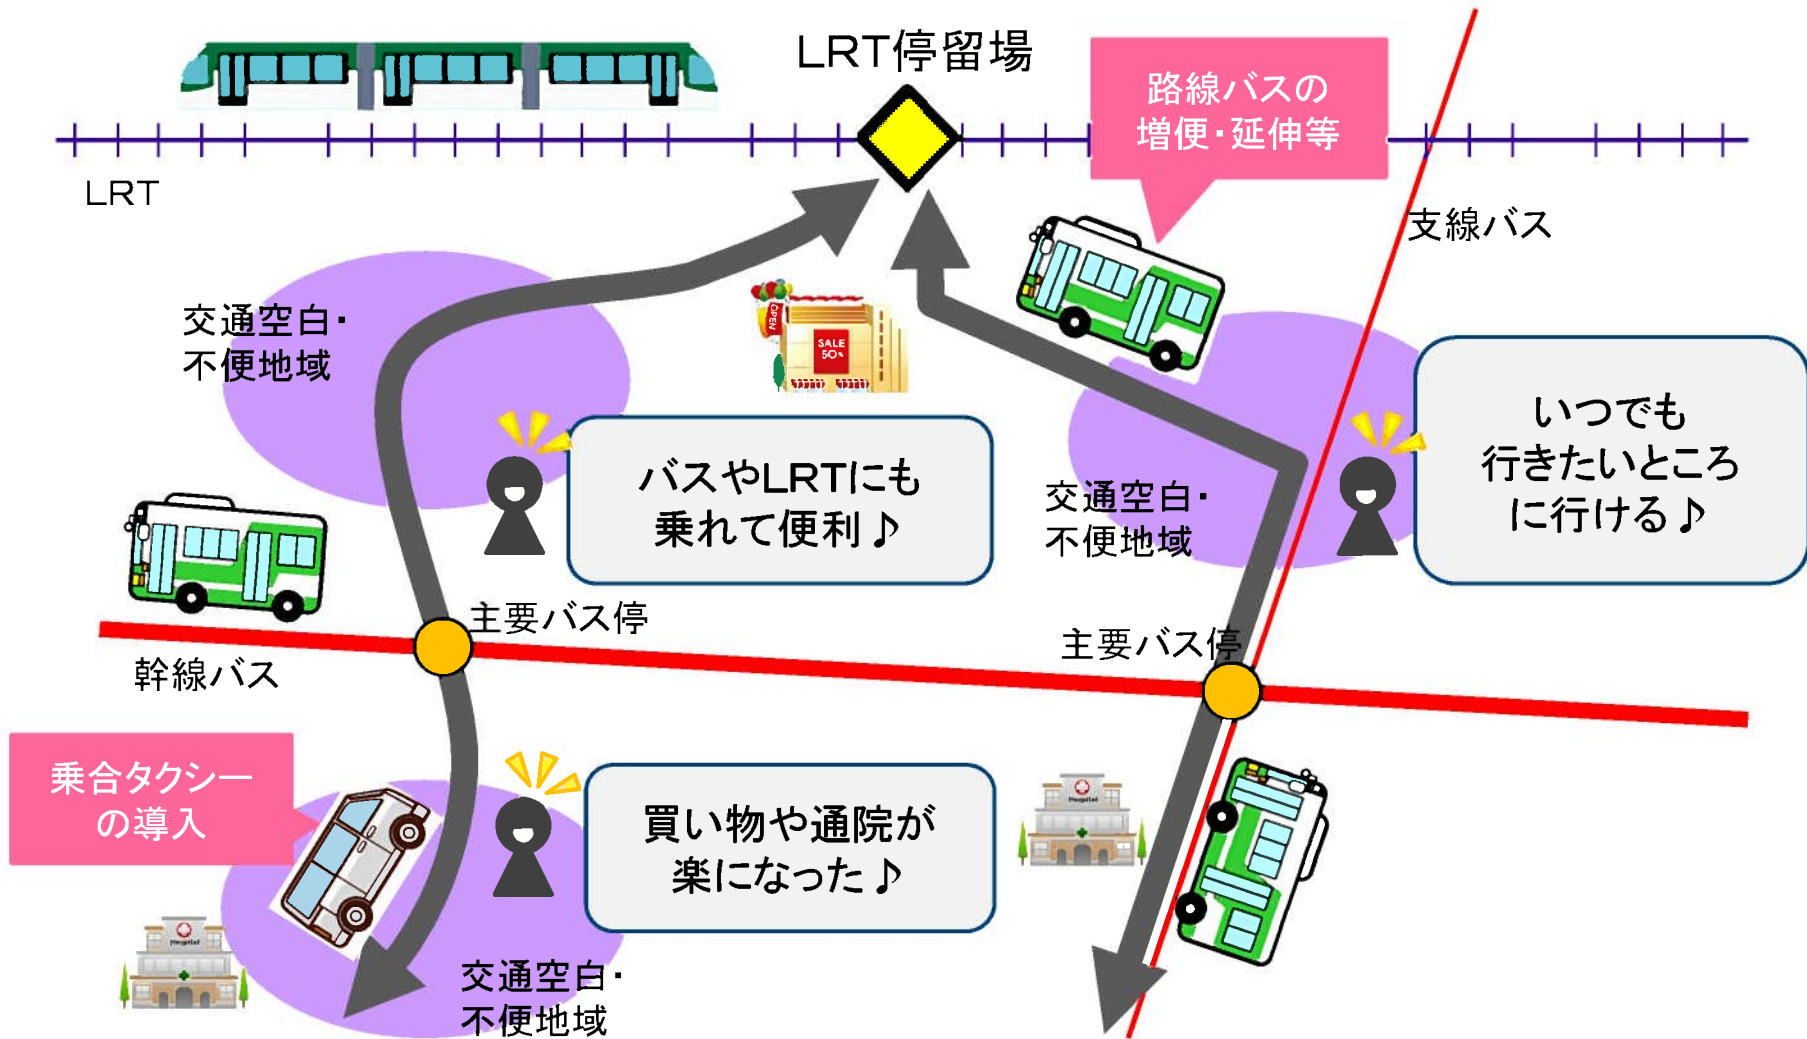 LRT停留場
路線バスの
増便・延伸等
LRT
支線バス
交通空白・
不便地域
OPEN
SALE
50%
いつでも
行きたいところ
に行ける♪
バスやLRTにも
乗れて便利♪
交通空白・
不便地域
主要バス停
主要バス停
幹線バス
乗合タクシー
の導入
買い物や通院が
楽になった♪
Hospital
Hospital
交通空白・
不便地域